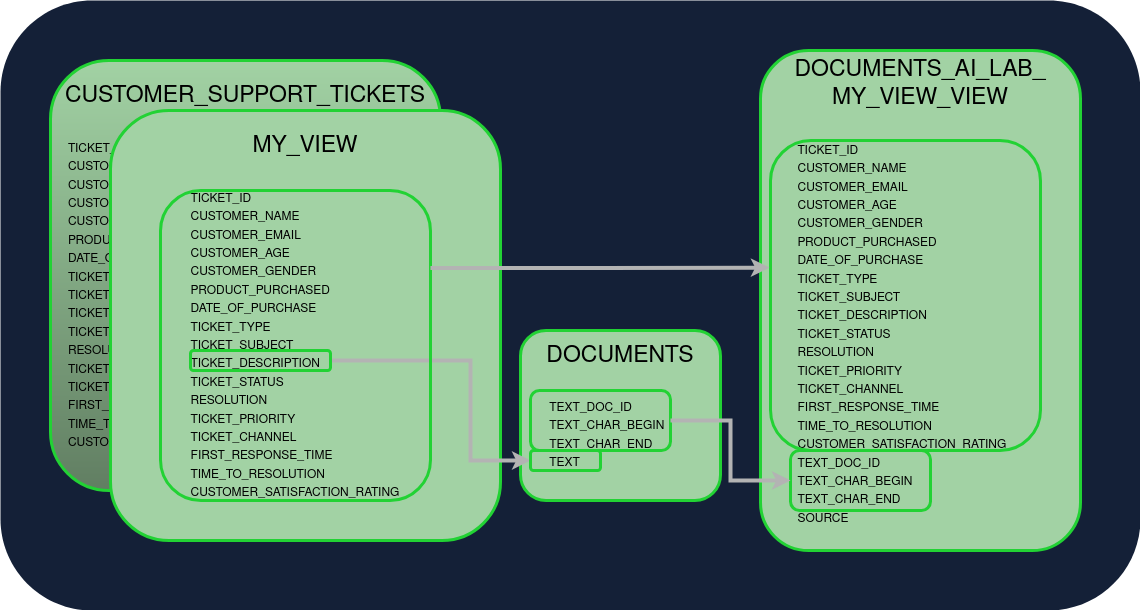 CUSTOMER_SUPPORT_TICKETS
TICKET_
CUSTO
CUSTO
CUSTO
CUSTO
PRODU
DATE_O
TICKET
TICKET
TICKET
TICKET
RESOLU
TICKET
TICKET
FIRST_
TIME_T
CUSTO
MY_VIEW
TICKET_ID
CUSTOMER_NAME
CUSTOMER_EMAIL
CUSTOMER_AGE
CUSTOMER_GENDER
PRODUCT_PURCHASED
DATE_OF_PURCHASE
TICKET_TYPE
TICKET_SUBJECT
TICKET_DESCRIPTION
TICKET_STATUS
RESOLUTION
TICKET_PRIORITY
TICKET_CHANNEL
FIRST_RESPONSE_TIME
TIME_TO_RESOLUTION
CUSTOMER_SATISFACTION_RATING
DOCUMENTS
TEXT_DOC_ID
TEXT_CHAR_BEGIN
TEXT_CHAR_END
TEXT
DOCUMENTS_AI_LAB_
MY_VIEW_VIEW
TICKET_ID
CUSTOMER_NAME
CUSTOMER_EMAIL
CUSTOMER_AGE
CUSTOMER_GENDER
PRODUCT_PURCHASED
DATE_OF_PURCHASE
TICKET_TYPE
TICKET_SUBJECT
TICKET_DESCRIPTION
TICKET_STATUS
RESOLUTION
TICKET_PRIORITY
TICKET_CHANNEL
FIRST_RESPONSE_TIME
TIME_TO_RESOLUTION
CUSTOMER_SATISFACTION_RATING
TEXT_DOC_ID
TEXT_CHAR_BEGIN
TEXT_CHAR_END
SOURCE